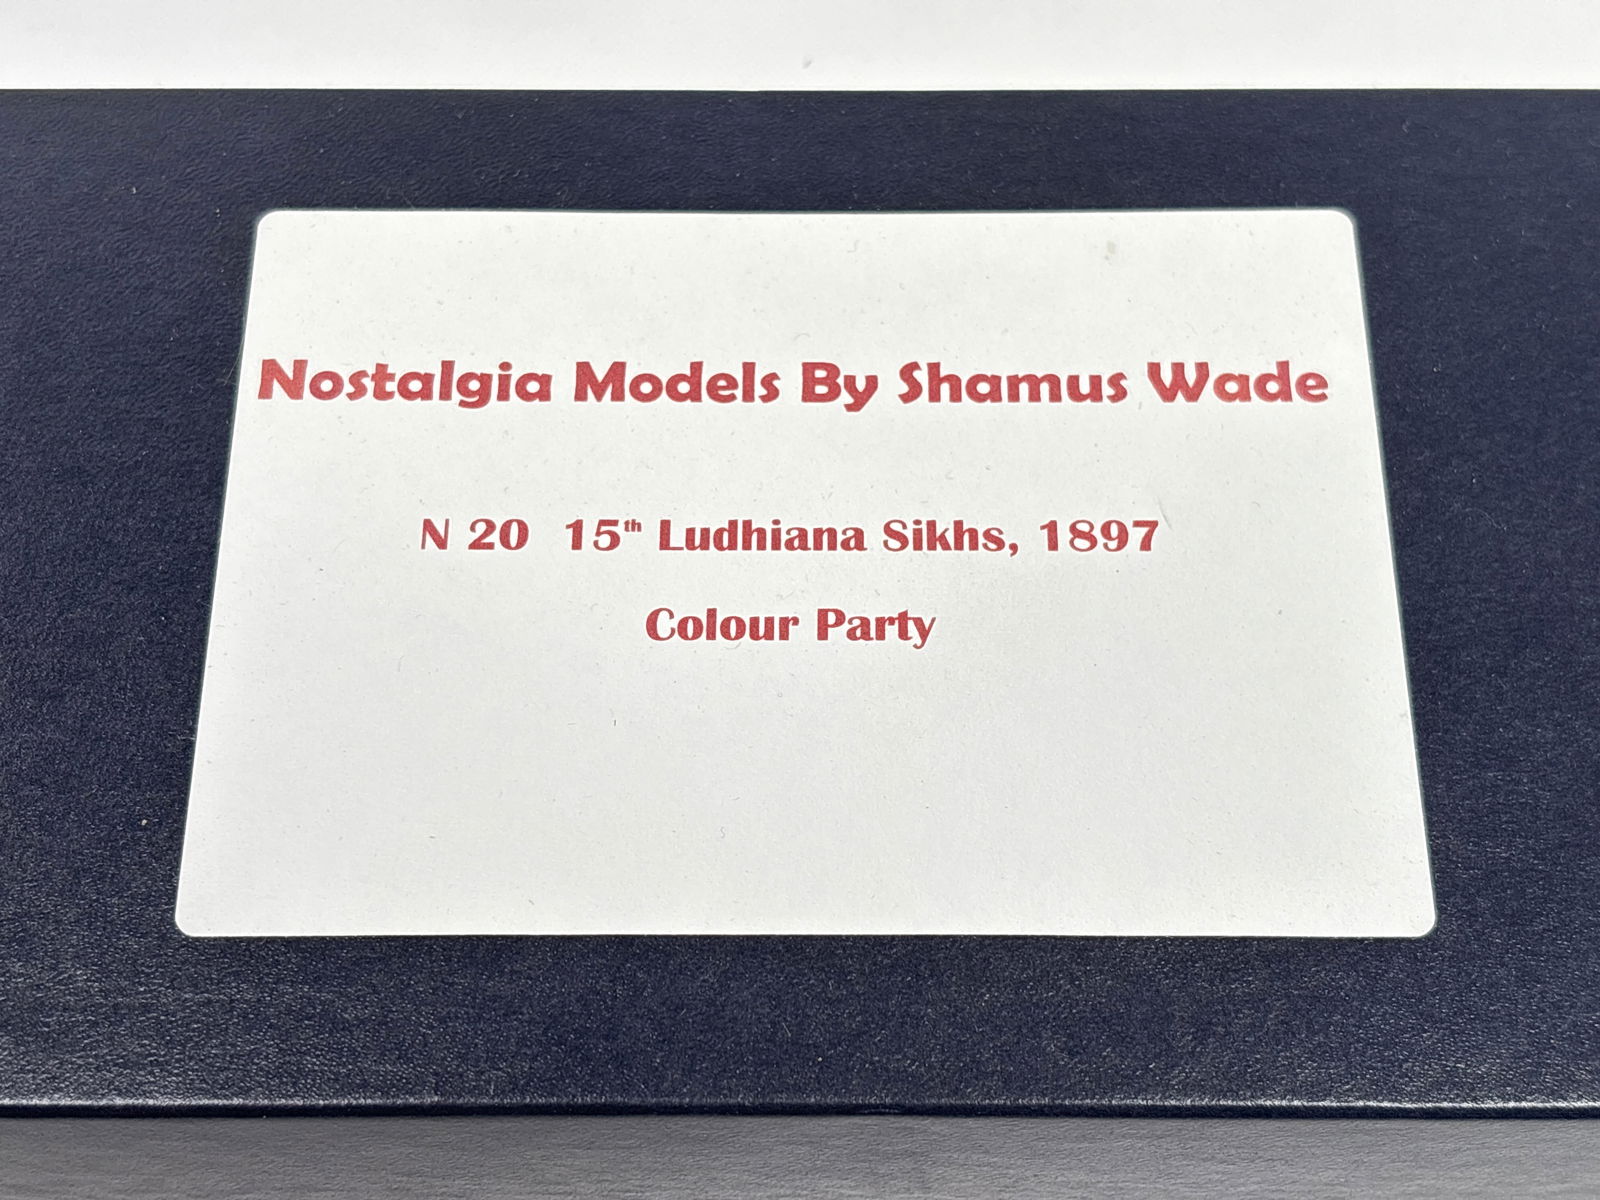 Nostalgia Models By Shamus Wade
N 20 15th Ludhiana Sikhs, 1897
Colour Party